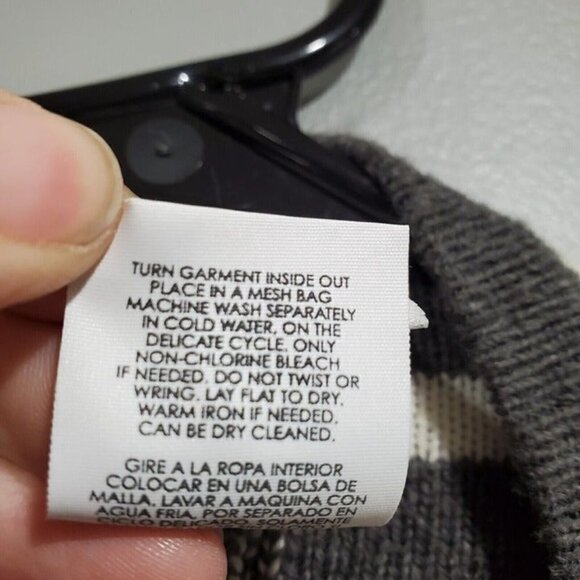 TURN GARMENT INSIDE OUT
PLACE IN A MESH BAG
MACHINE WASH SEPARATELY
IN COLD WATER, ON THE
DELICATE CYCLE. ONLY
NON-CHLORINE BLEACH
IF NEEDED. DO NOT TWIST OR
WRING. LAY FLAT TO DRY.
WARM IRON IF NEEDED.
CAN BE DRY CLEANED.
GIRE A LA ROPA INTERIOR
COLOCAR EN UNA BOLSA DE
MALLA. LAVAR A MAQUINA CON
AGUA FRIA, POR SEPARADO EN
CICLO DELICADO. SOLAMENTE